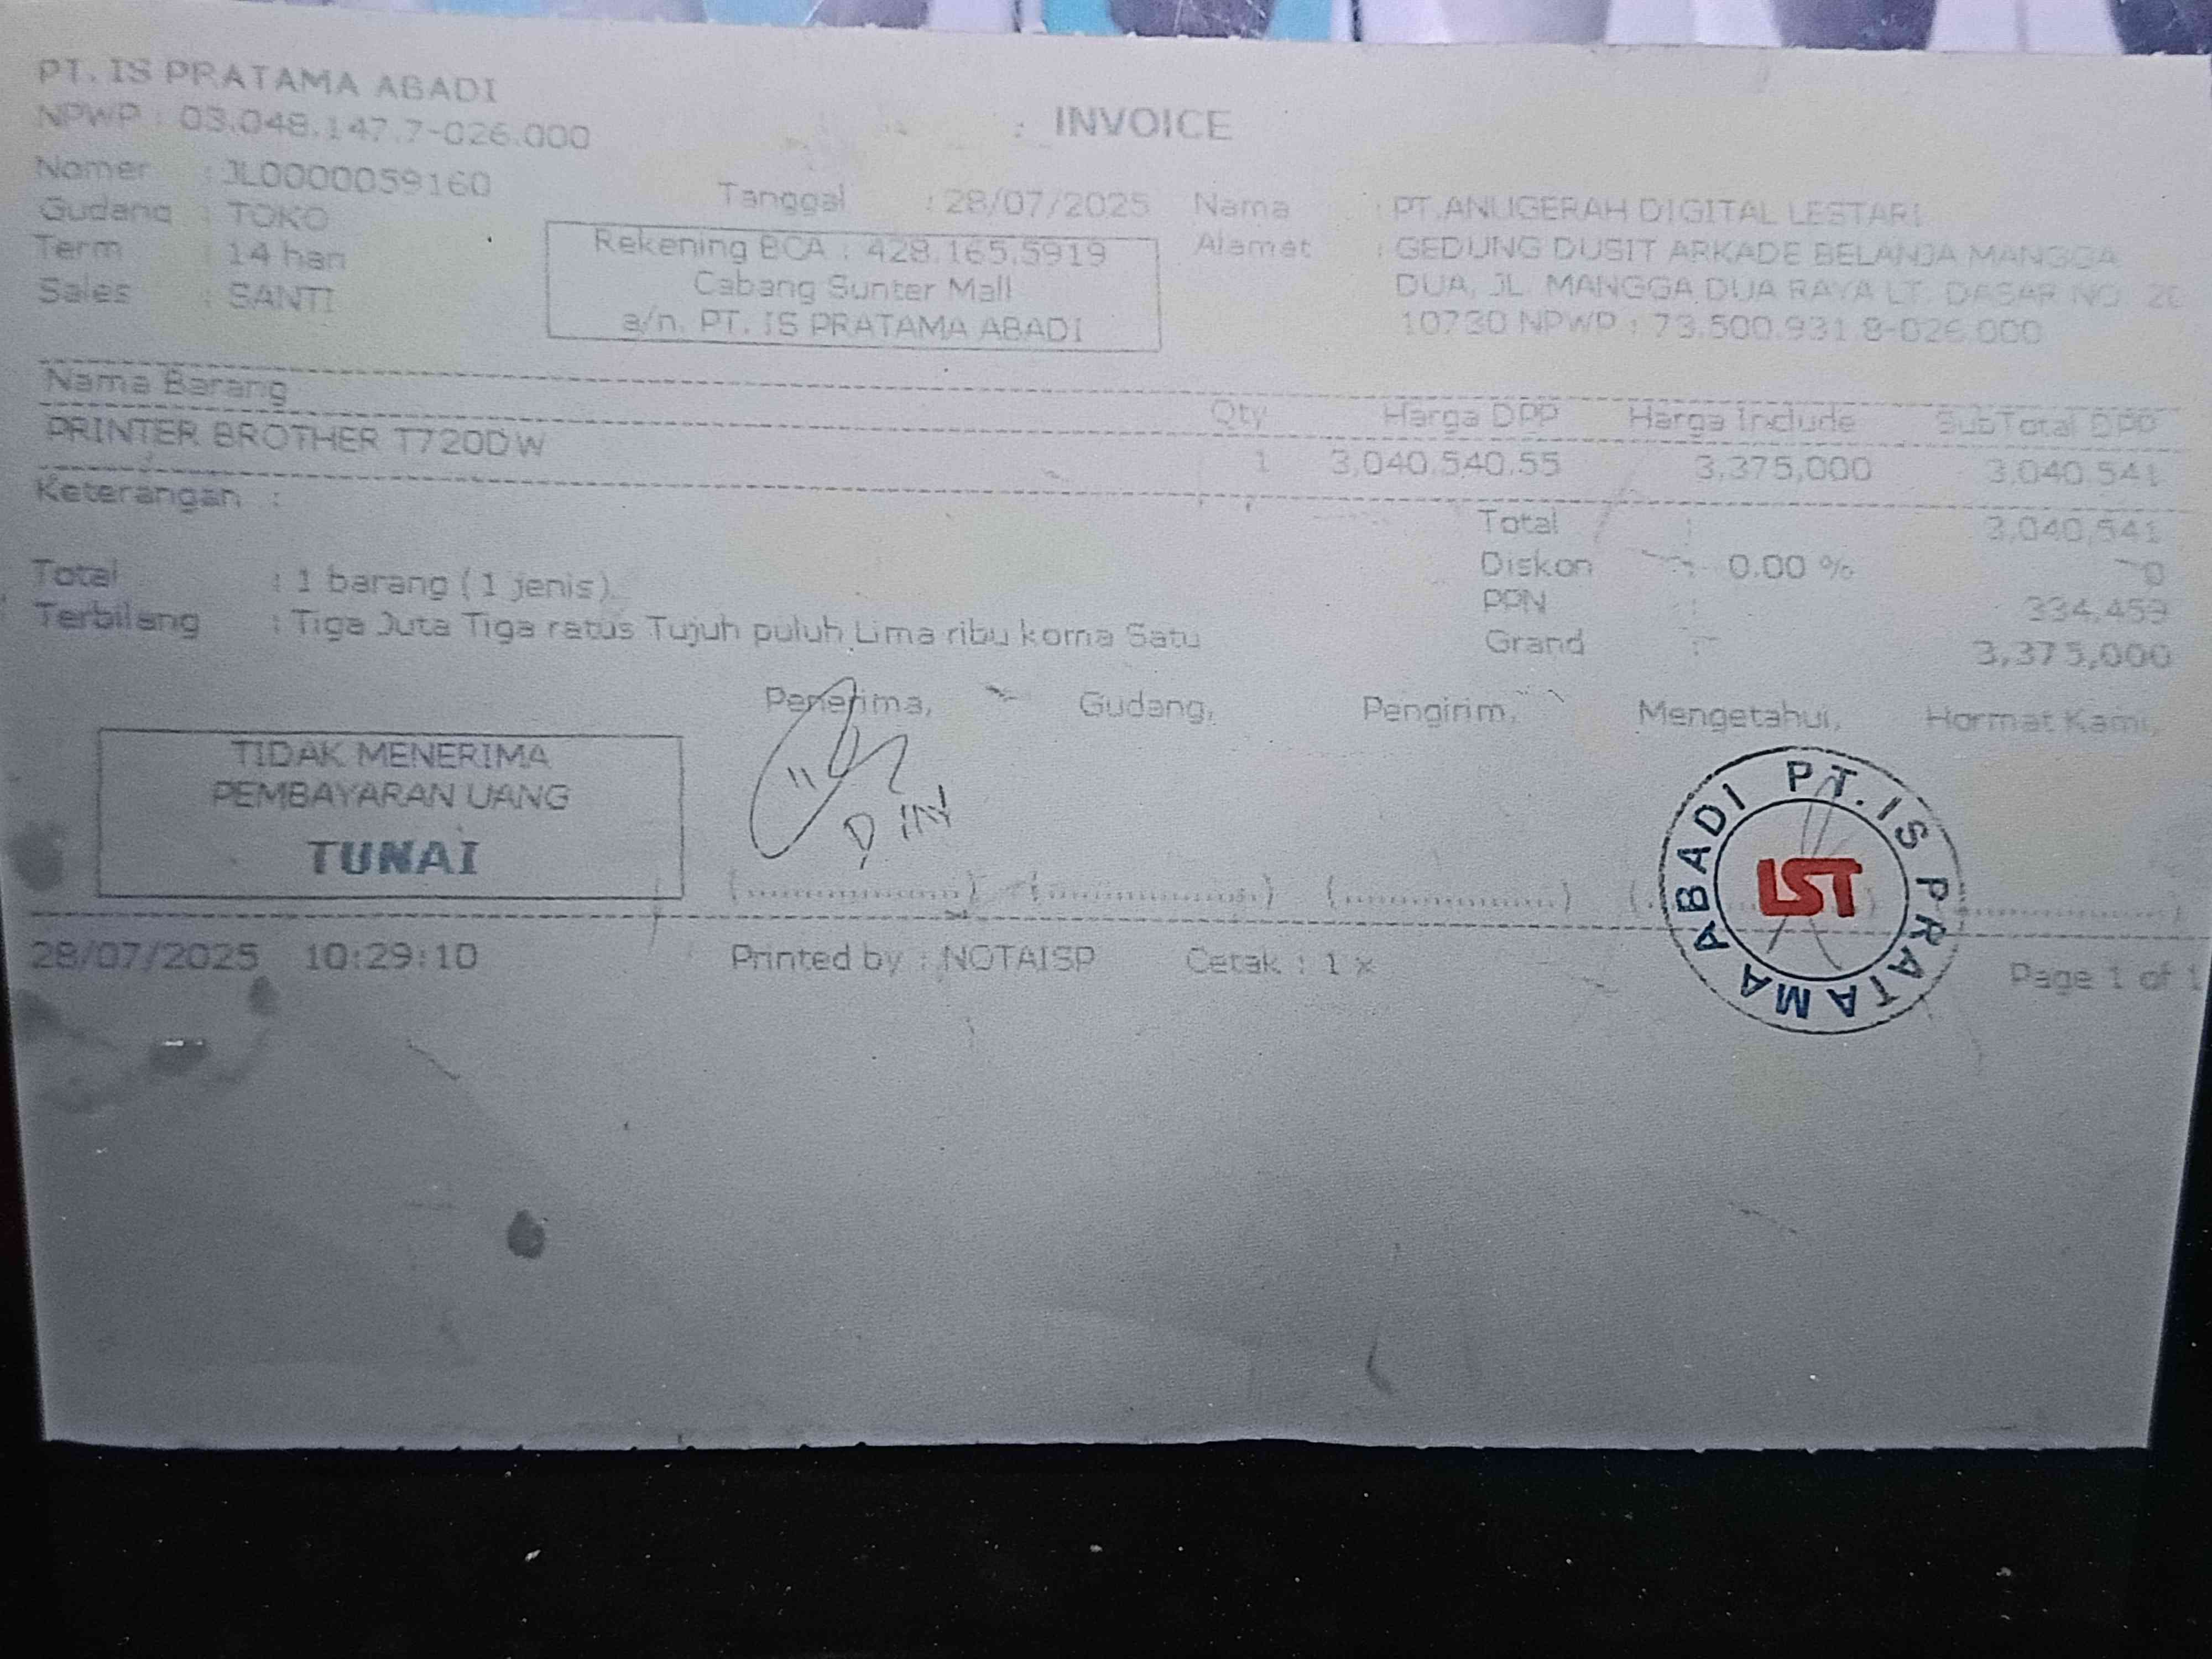 PT. IS PRATAMA ABADI
NPWP : 03.048.147.7-026.000
: INVOICE
Nomer : JL0000059160
Gudang : TOKO
Term : 14 hari
Sales : SANTI
Tanggal : 28/07/2025
Rekening BCA : 428.165.5919
Cabang Sunter Mall
a/n. PT. IS PRATAMA ABADI
Nama : PT.ANUGERAH DIGITAL LESTARI
Alamat : GEDUNG DUSIT ARKADE BELANJA MANGGA
DUA, JL. MANGGA DUA RAYA LT. DASAR NO.
10730 NPWP : 73.500.931.8-026.000
Nama Barang Qty Harga DPP Harga Include SubTotal DPP
PRINTER BROTHER T720DW 1 3,040,540.55 3,375,000 3,040,541
Keterangan :
Total : 3,040,541
Diskon : 0.00 % 0
PPN : 334,459
Grand : 3,375,000
Total : 1 barang ( 1 jenis)
Terbilang : Tiga Juta Tiga ratus Tujuh puluh Lima ribu koma Satu
Penerima, Gudang, Pengirim, Mengetahui, Hormat Kami,
TIDAK MENERIMA
PEMBAYARAN UANG
TUNAI
PT. IS PRATAMA ABADI
IST
28/07/2025 10:29:10 Printed by : NOTAISP Cetak : 1 x Page 1 of 1